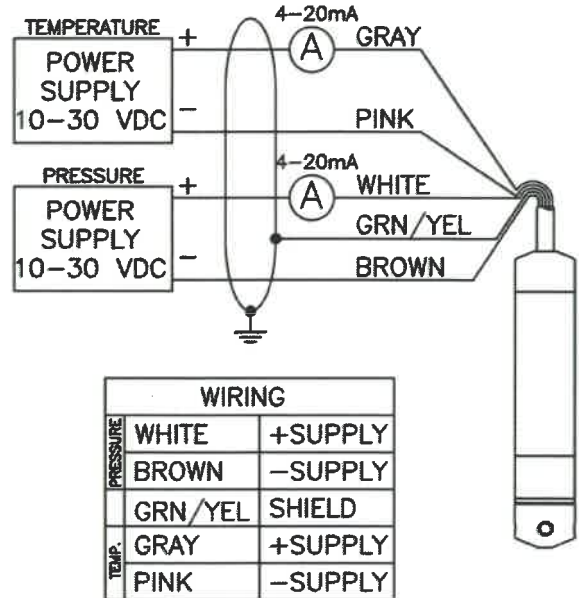 TEMPERATURE
+
POWER
SUPPLY
10-30 VDC
-
4-20mA
A
GRAY
PINK
PRESSURE
+
POWER
SUPPLY
10-30 VDC
-
4-20mA
A
WHITE
GRN/YEL
BROWN
WIRING
PRESSURE
WHITE +SUPPLY
BROWN -SUPPLY
GRN/YEL SHIELD
TEMP.
GRAY +SUPPLY
PINK -SUPPLY